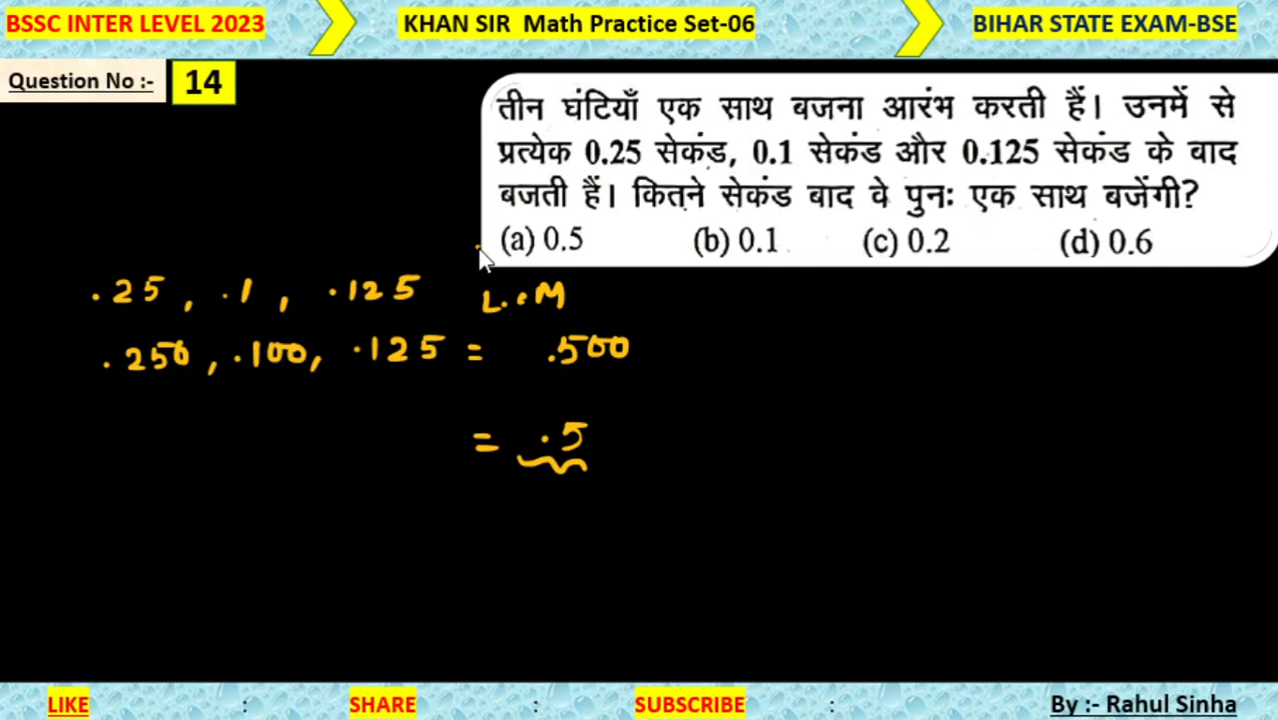 BSSC INTER LEVEL 2023
KHAN SIR Math Practice Set-06
BIHAR STATE EXAM-BSE
Question No :- 14
तीन घंटियाँ एक साथ बजना आरंभ करती हैं। उनमें से
प्रत्येक 0.25 सेकंड, 0.1 सेकंड और 0.125 सेकंड के बाद
बजती हैं। कितने सेकंड बाद वे पुनः एक साथ बजेंगी?
(a) 0.5 (b) 0.1 (c) 0.2 (d) 0.6
.25, .1, .125 L.C.M
.250, .100, .125 = .500
= .5
LIKE : SHARE : SUBSCRIBE : By :- Rahul Sinha